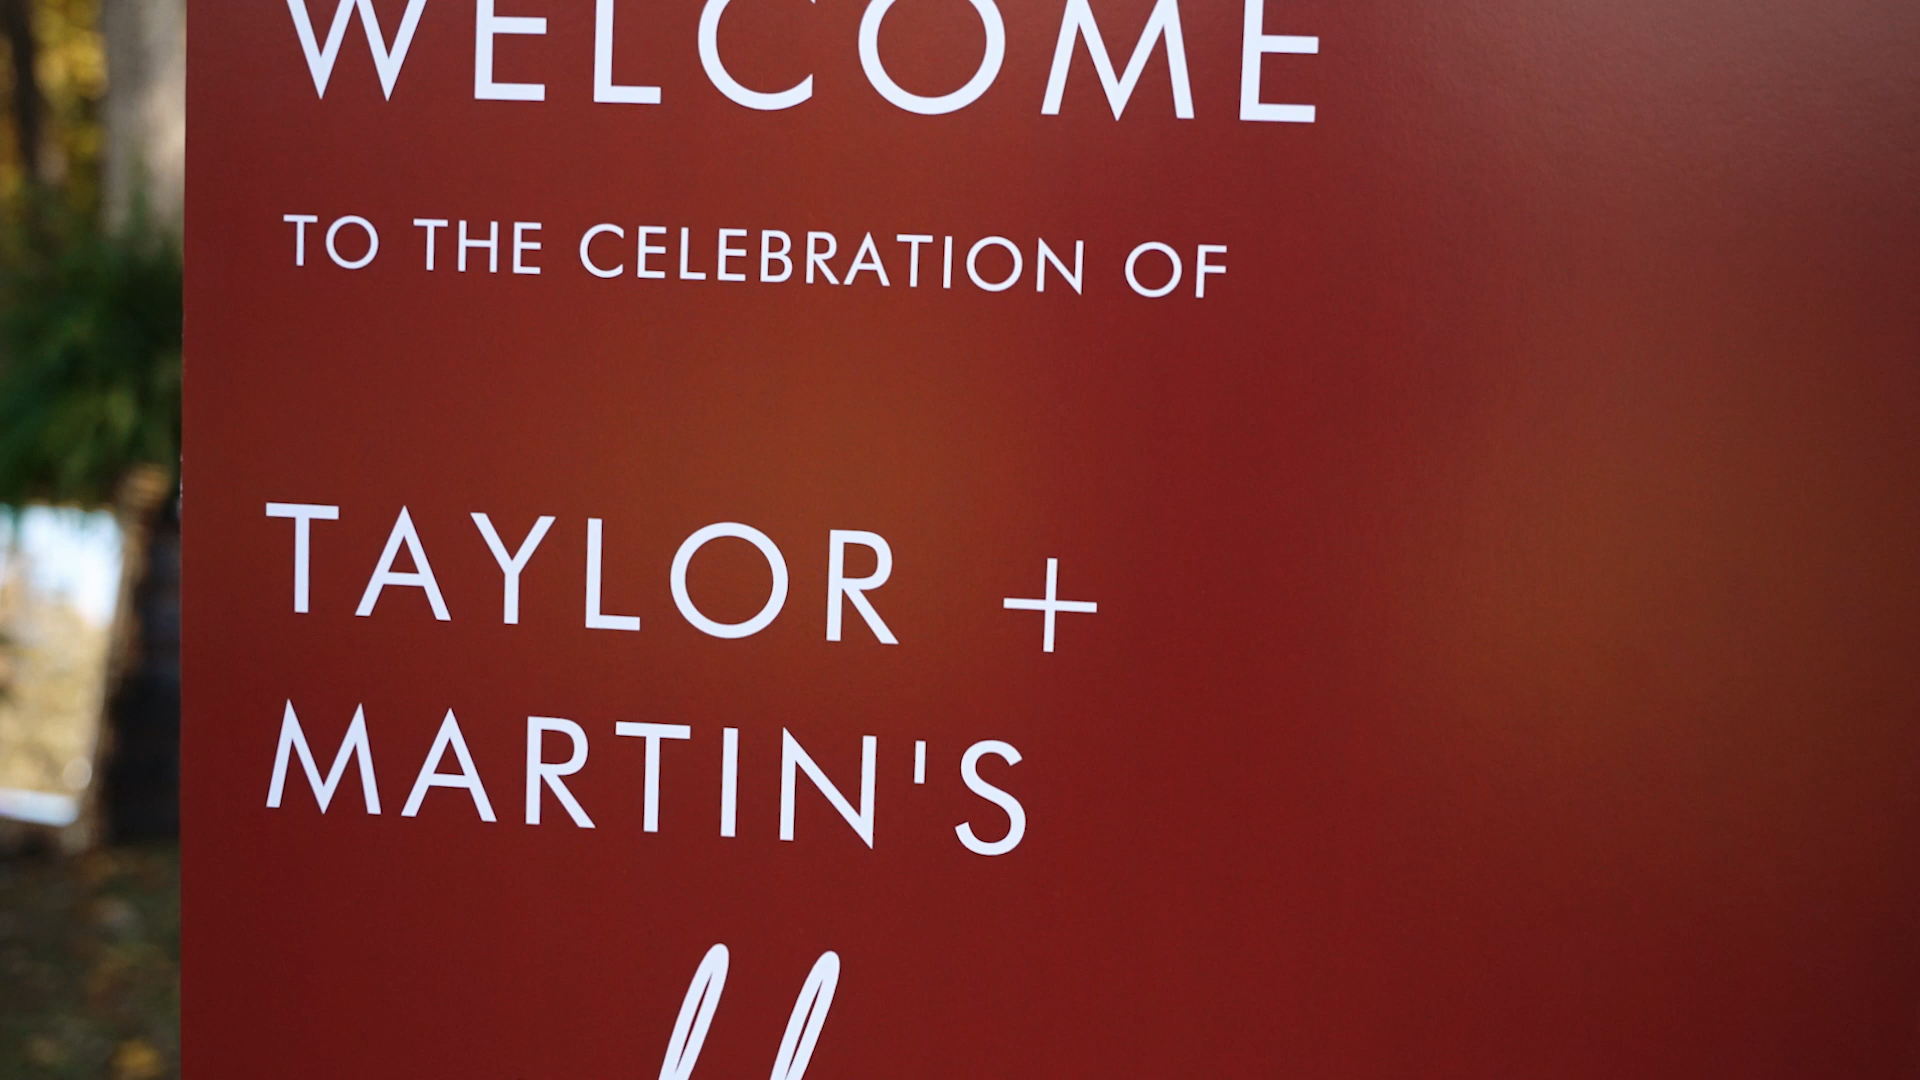 WELCOME
TO THE CELEBRATION OF
TAYLOR +
MARTIN'S